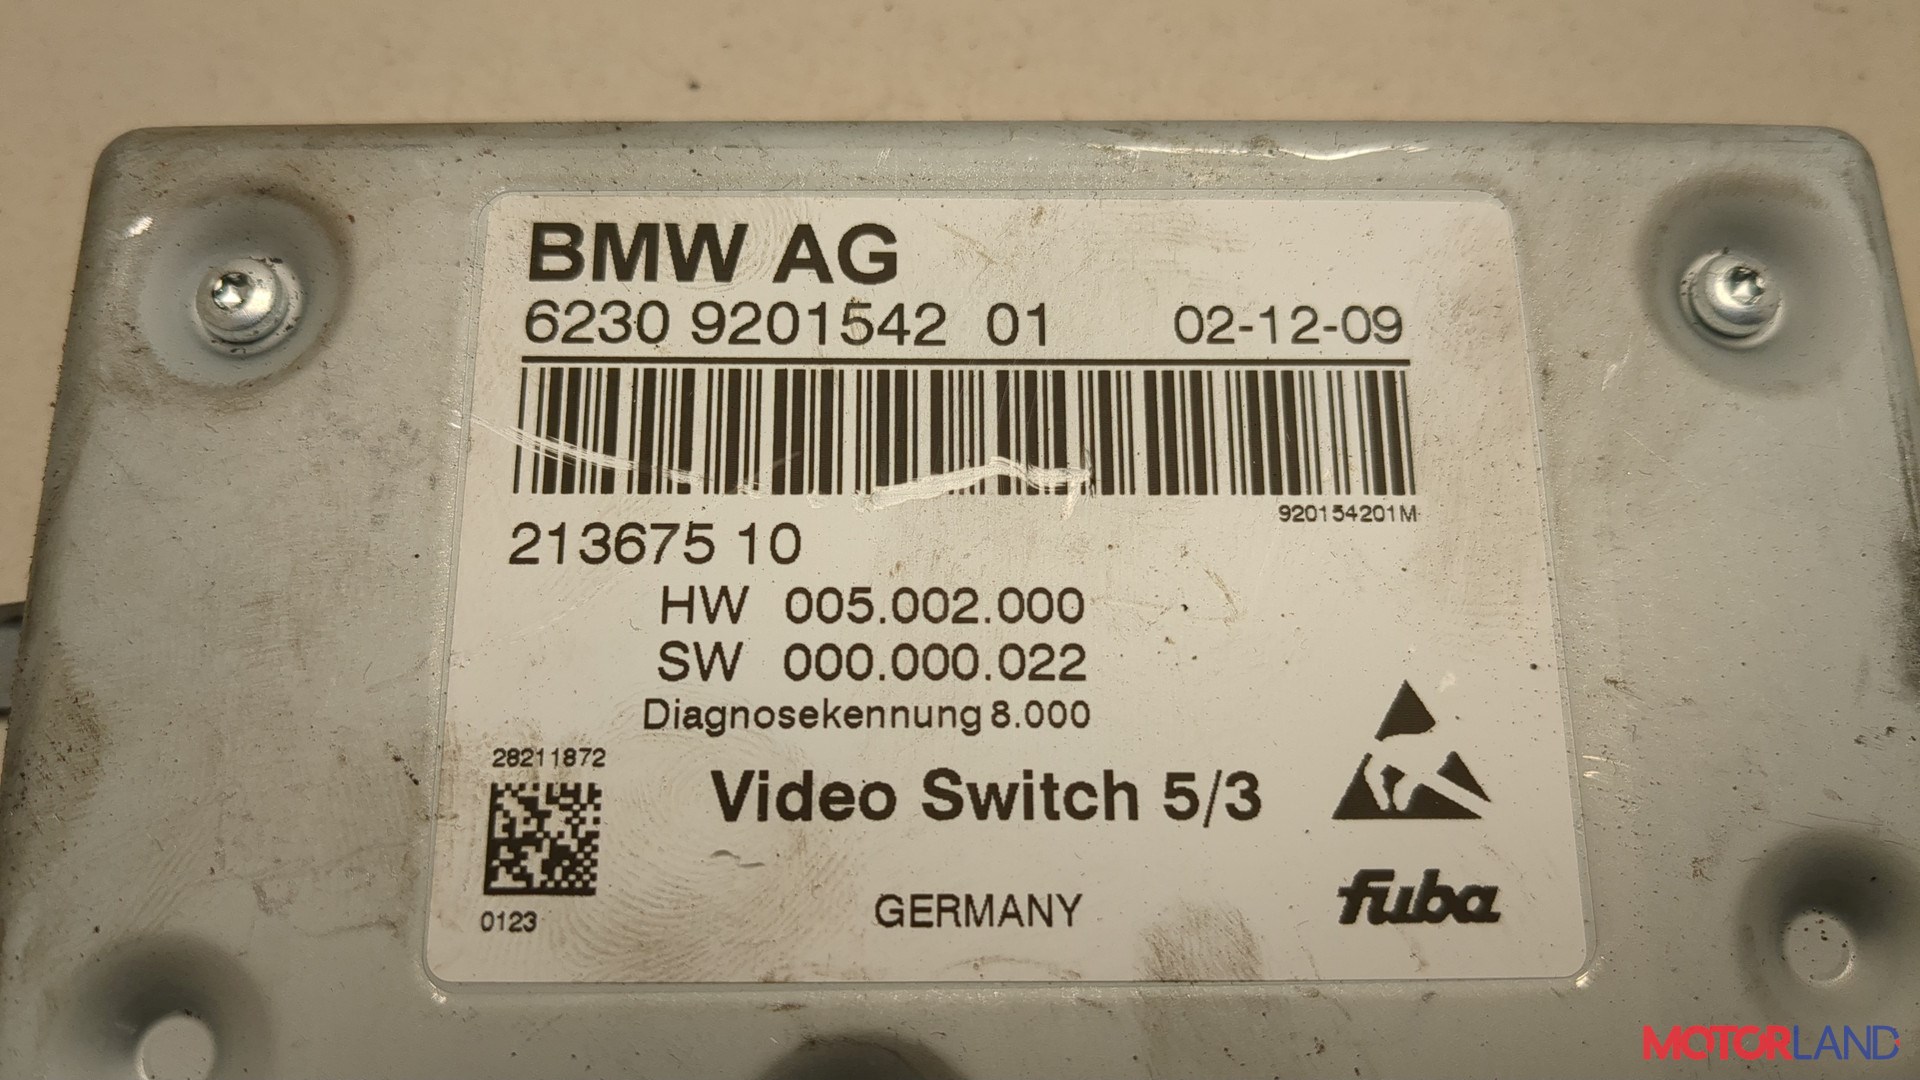 BMW AG
6230 9201542 01 02-12-09
920154201M
213675 10
HW 005.002.000
SW 000.000.022
Diagnosekennung 8.000
28211872
Video Switch 5/3
0123
GERMANY
fuba
MOTORLAND